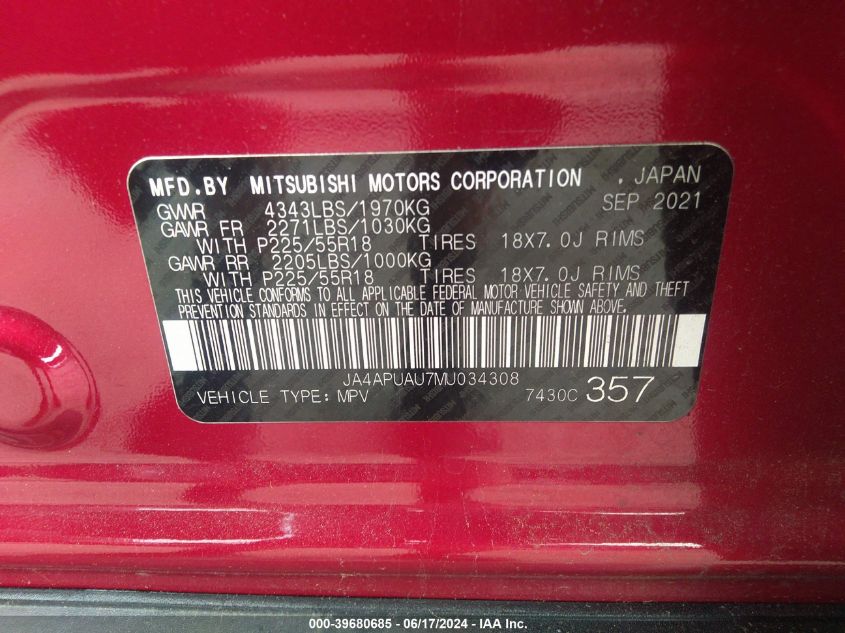 MFD.BY MITSUBISHI MOTORS CORPORATION , JAPAN
GVWR 4343LBS/1970KG SEP 2021
GAWR FR 2271LBS/1030KG
WITH P225/55R18 TIRES 18X7.0J RIMS
GAWR RR 2205LBS/1000KG
WITH P225/55R18 TIRES 18X7.0J RIMS
THIS VEHICLE CONFORMS TO ALL APPLICABLE FEDERAL MOTOR VEHICLE SAFETY AND THEFT
PREVENTION STANDARDS IN EFFECT ON THE DATE OF MANUFACTURE SHOWN ABOVE.
JA4APUAU7MU034308
VEHICLE TYPE:MPV 7430C 357
000-39680685 - 06/17/2024 - IAA Inc.